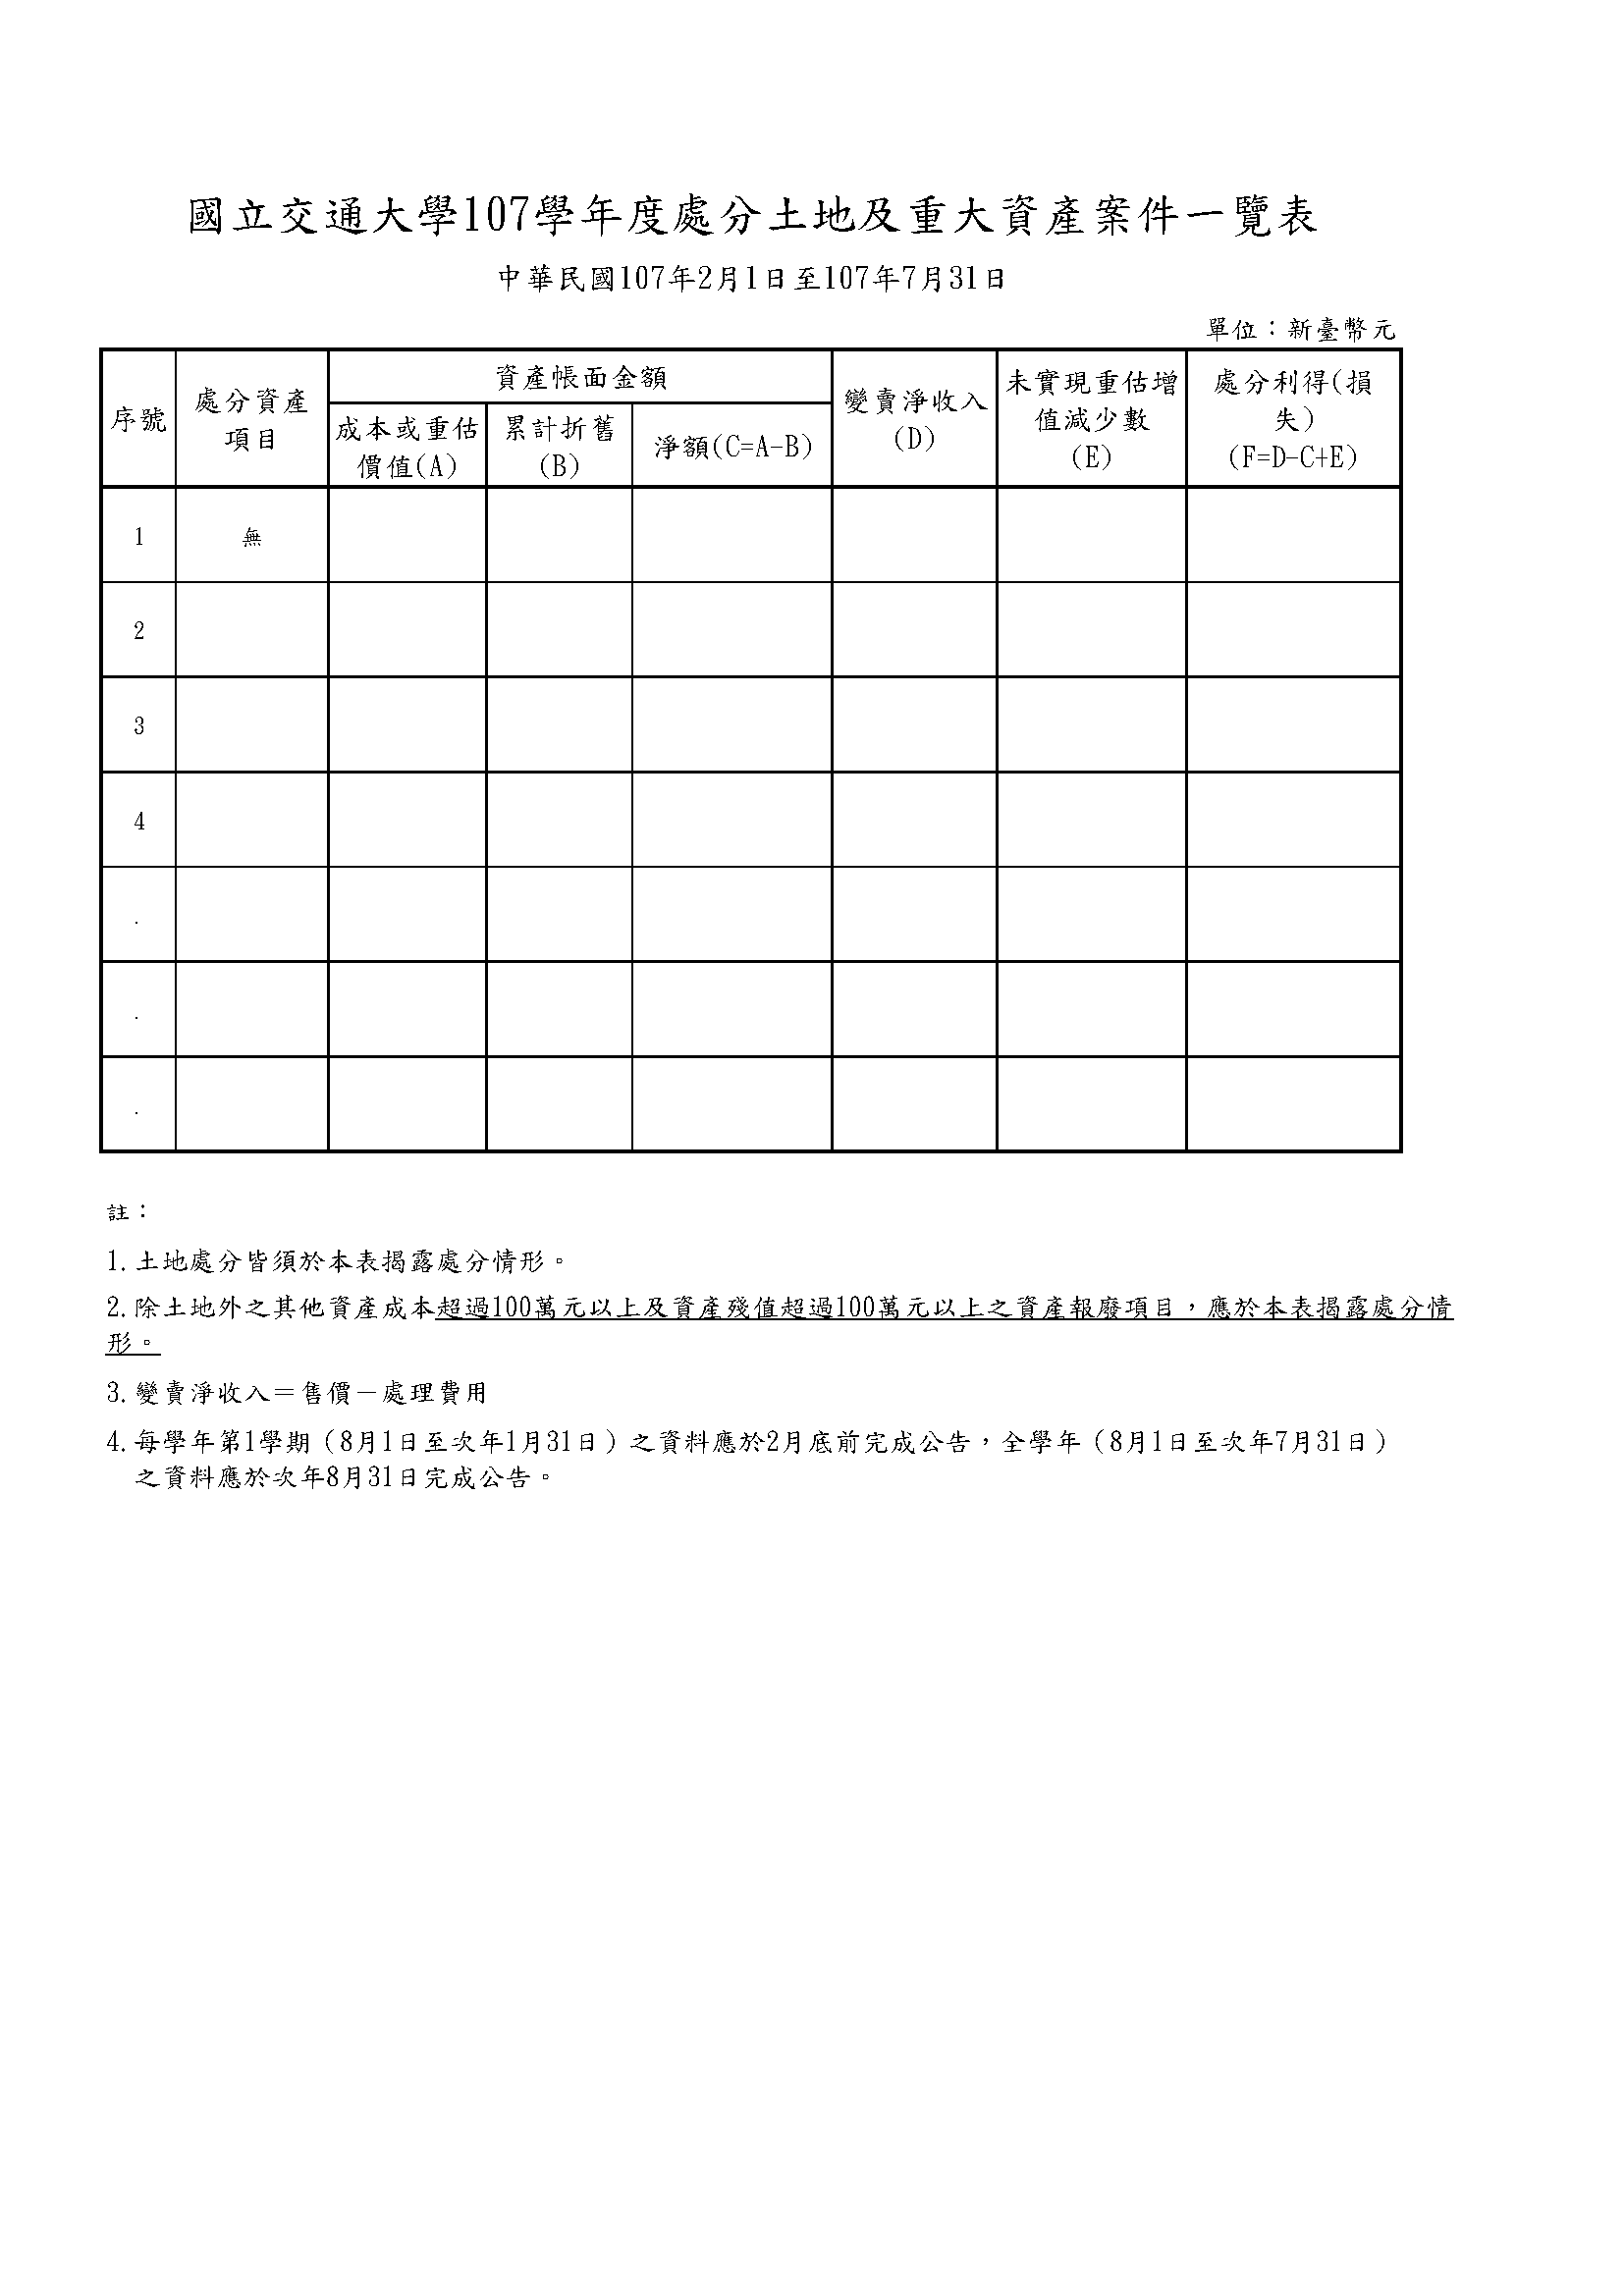 國立交通大學107學年度處分土地及重大資產案件一覽表
中華民國107年2月1日至107年7月31日
單位：新臺幣元
序號
處分資產
項目
資產帳面金額
成本或重估
價值(A)
累計折舊
(B)
淨額(C=A-B)
變賣淨收入
(D)
未實現重估增
值減少數
(E)
處分利得(損
失)
(F=D-C+E)
1 無
2
3
4
.
.
.
註：
1.土地處分皆須於本表揭露處分情形。
2.除土地外之其他資產成本超過100萬元以上及資產殘值超過100萬元以上之資產報廢項目，應於本表揭露處分情
形。
3.變賣淨收入＝售價－處理費用
4.每學年第1學期（8月1日至次年1月31日）之資料應於2月底前完成公告，全學年（8月1日至次年7月31日）
之資料應於次年8月31日完成公告。